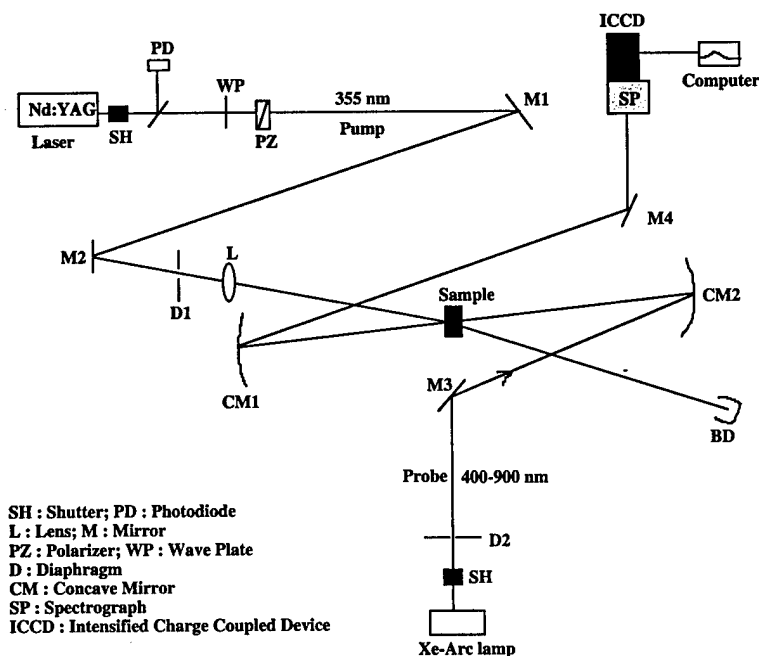 ICCD
PD
WP
Nd:YAG
355 nm
M1
SP
Computer
SH
PZ
Pump
Laser
M4
M2
L
D1
Sample
CM2
CM1
M3
BD
Probe 400-900 nm
D2
SH
Xe-Arc lamp
SH : Shutter; PD : Photodiode
L : Lens; M : Mirror
PZ : Polarizer; WP : Wave Plate
D : Diaphragm
CM : Concave Mirror
SP : Spectrograph
ICCD : Intensified Charge Coupled Device